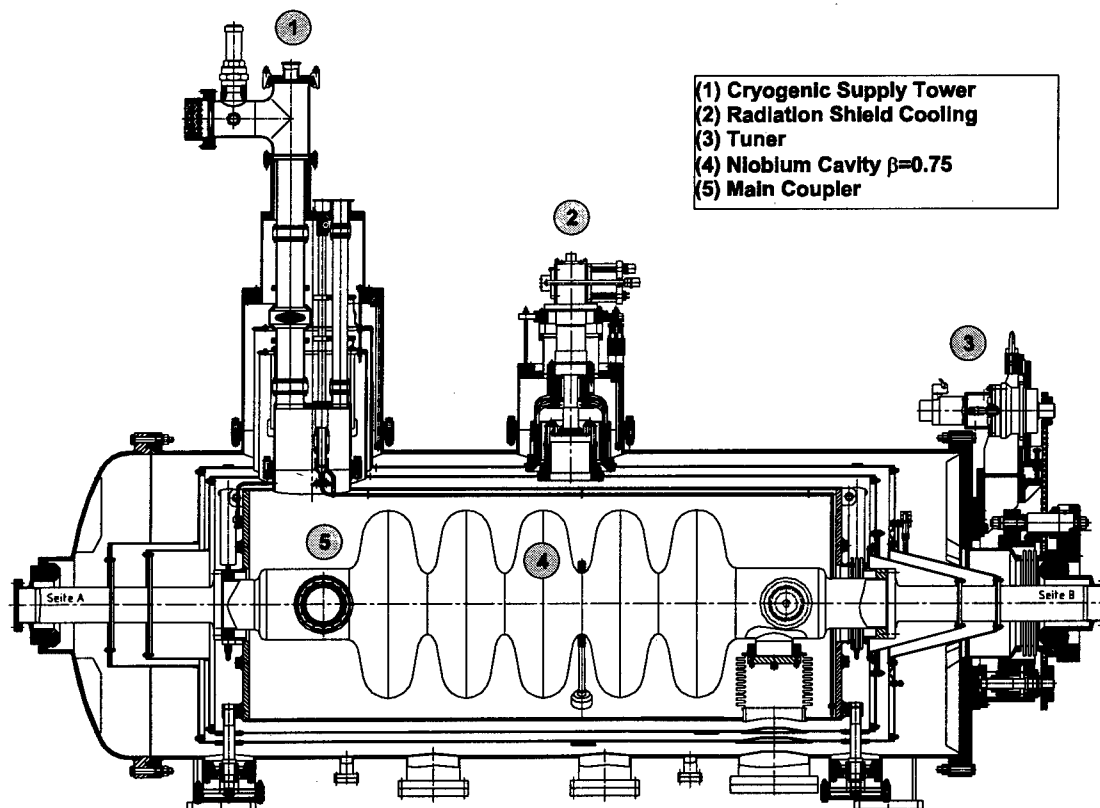 1
(1) Cryogenic Supply Tower
(2) Radiation Shield Cooling
(3) Tuner
(4) Niobium Cavity β=0.75
(5) Main Coupler
2
3
5
4
Seite A
Seite B